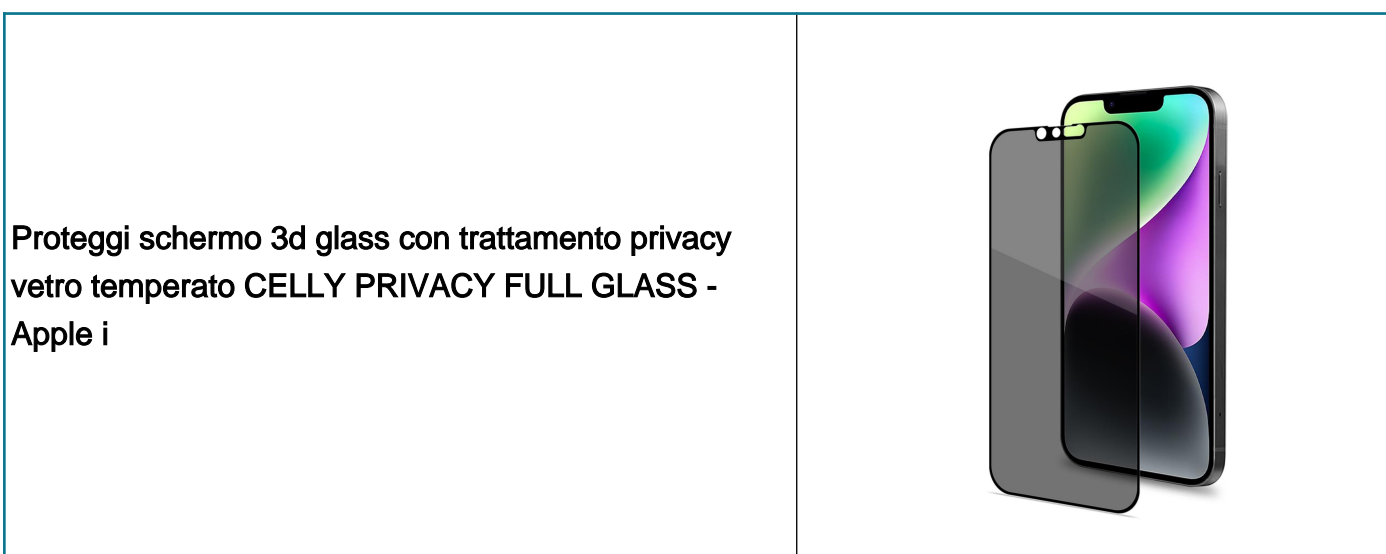 Proteggi schermo 3d glass con trattamento privacy
vetro temperato CELLY PRIVACY FULL GLASS -
Apple i